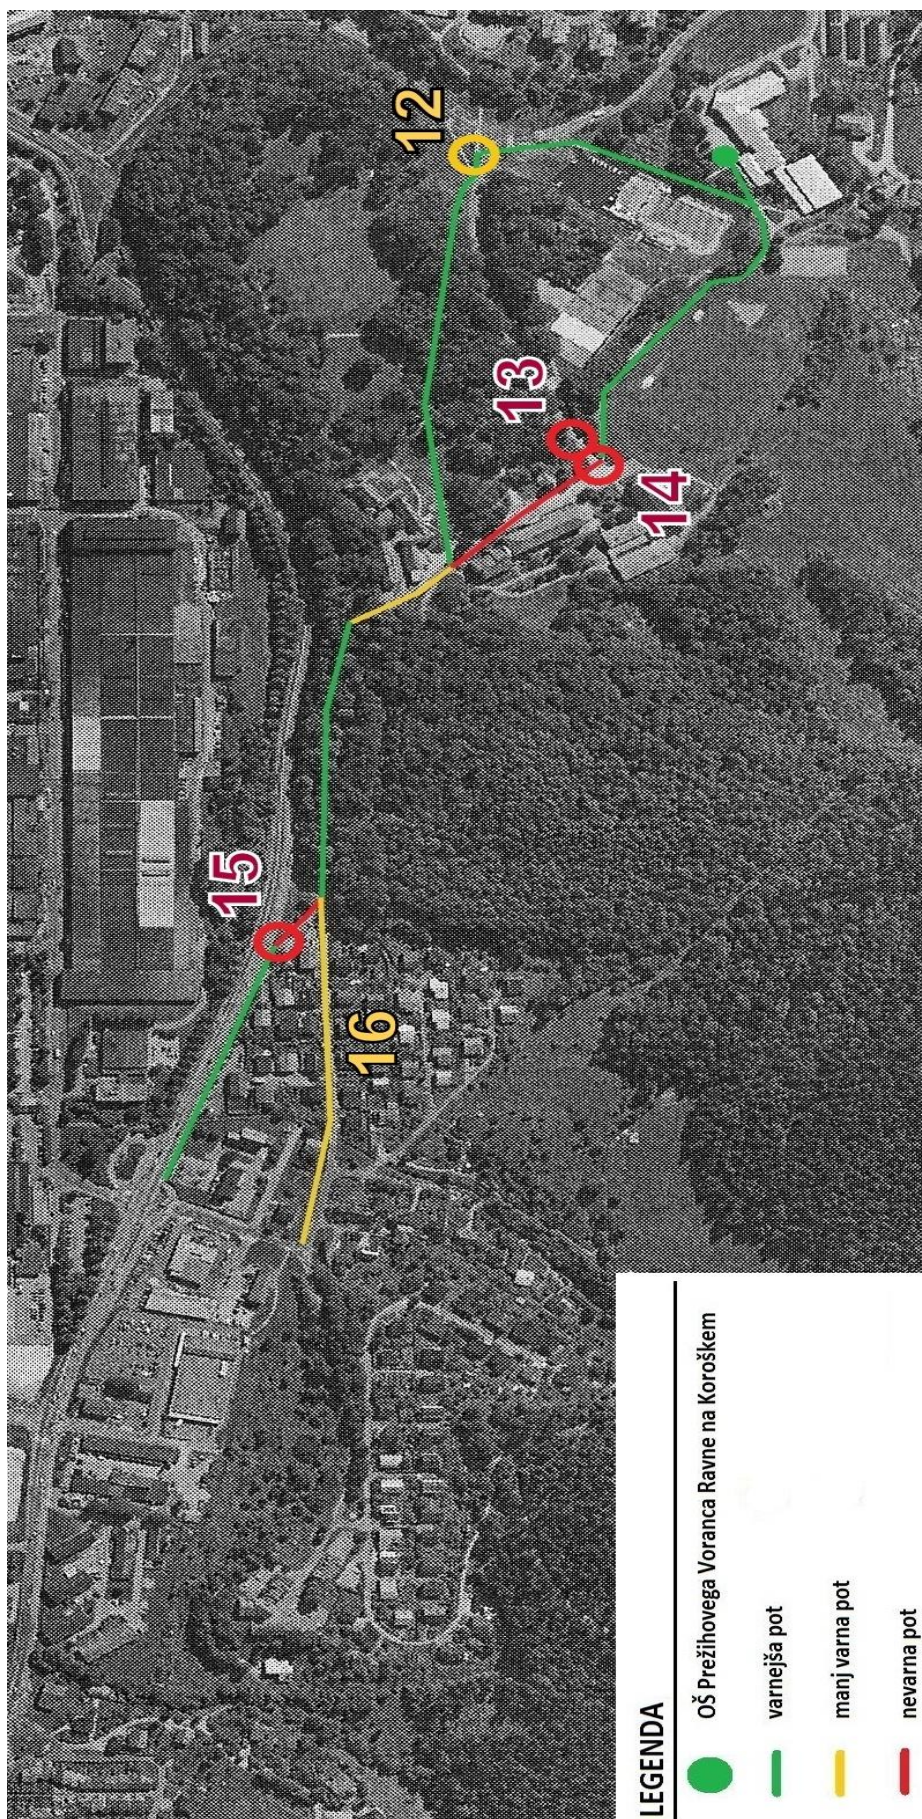 12
13
14
15
16
LEGENDA
OŠ Prežihovega Voranca Ravne na Koroškem
varnejša pot
manj varna pot
nevarna pot